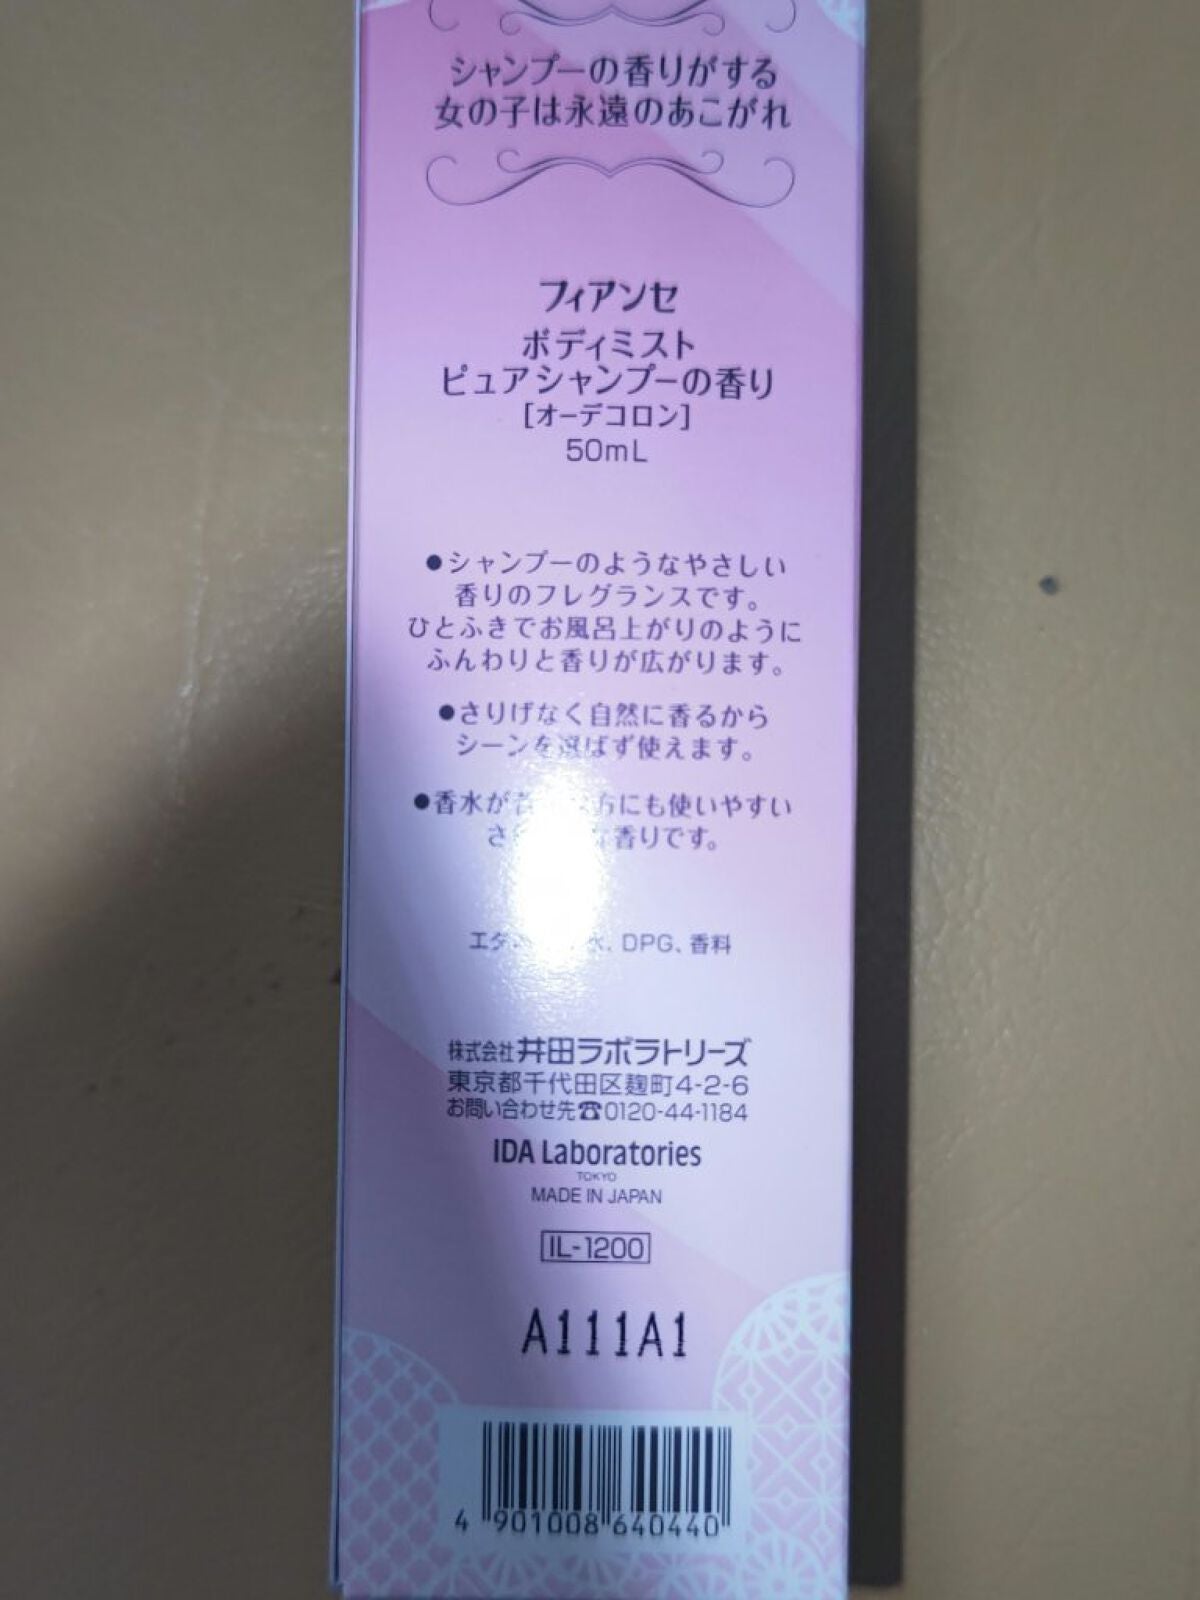 シャンプーの香りがする
女の子は永遠のあこがれ
フィアンセ
ボディミスト
ピュアシャンプーの香り
[オーデコロン]
50mL
●シャンプーのようなやさしい
香りのフレグランスです。
ひとふきでお風呂上がりのように
ふんわりと香りが広がります。
●さりげなく自然に香るから
シーンを選ばず使えます。
●香水が苦 方にも使いやすい
さ 香りです。
エタ 水、DPG、香料
株式会社井田ラボラトリーズ
東京都千代田区麹町4-2-6
お問い合わせ先☎0120-44-1184
IDA Laboratories
TOKYO
MADE IN JAPAN
IL-1200
A111A1
4 901008 640440